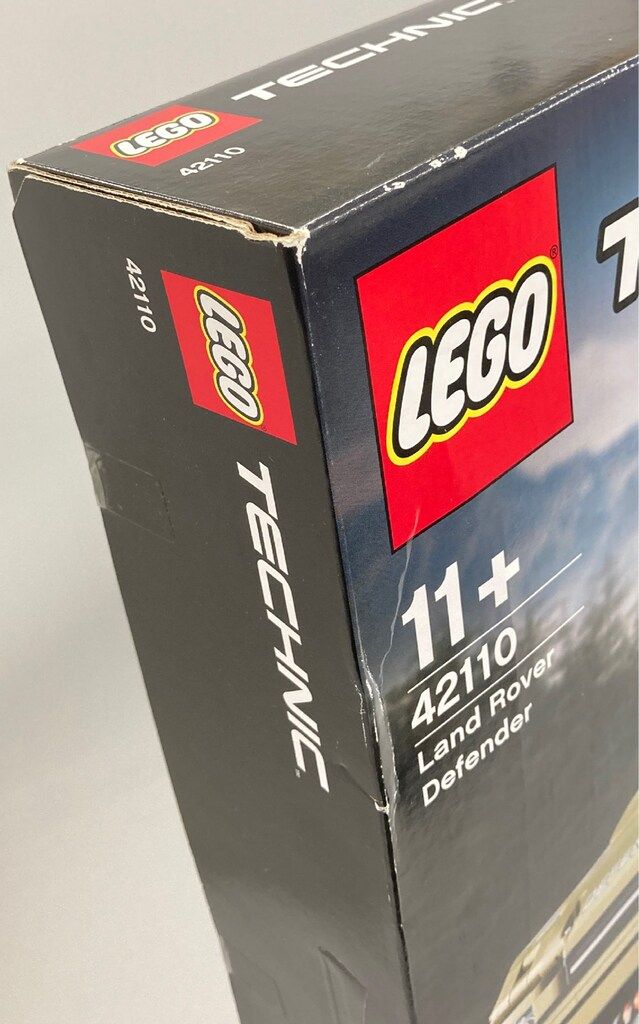 LEGO TECHNIC
42110
LEGO
42110
LEGO
TECHNIC
11+
42110
Land Rover
Defender